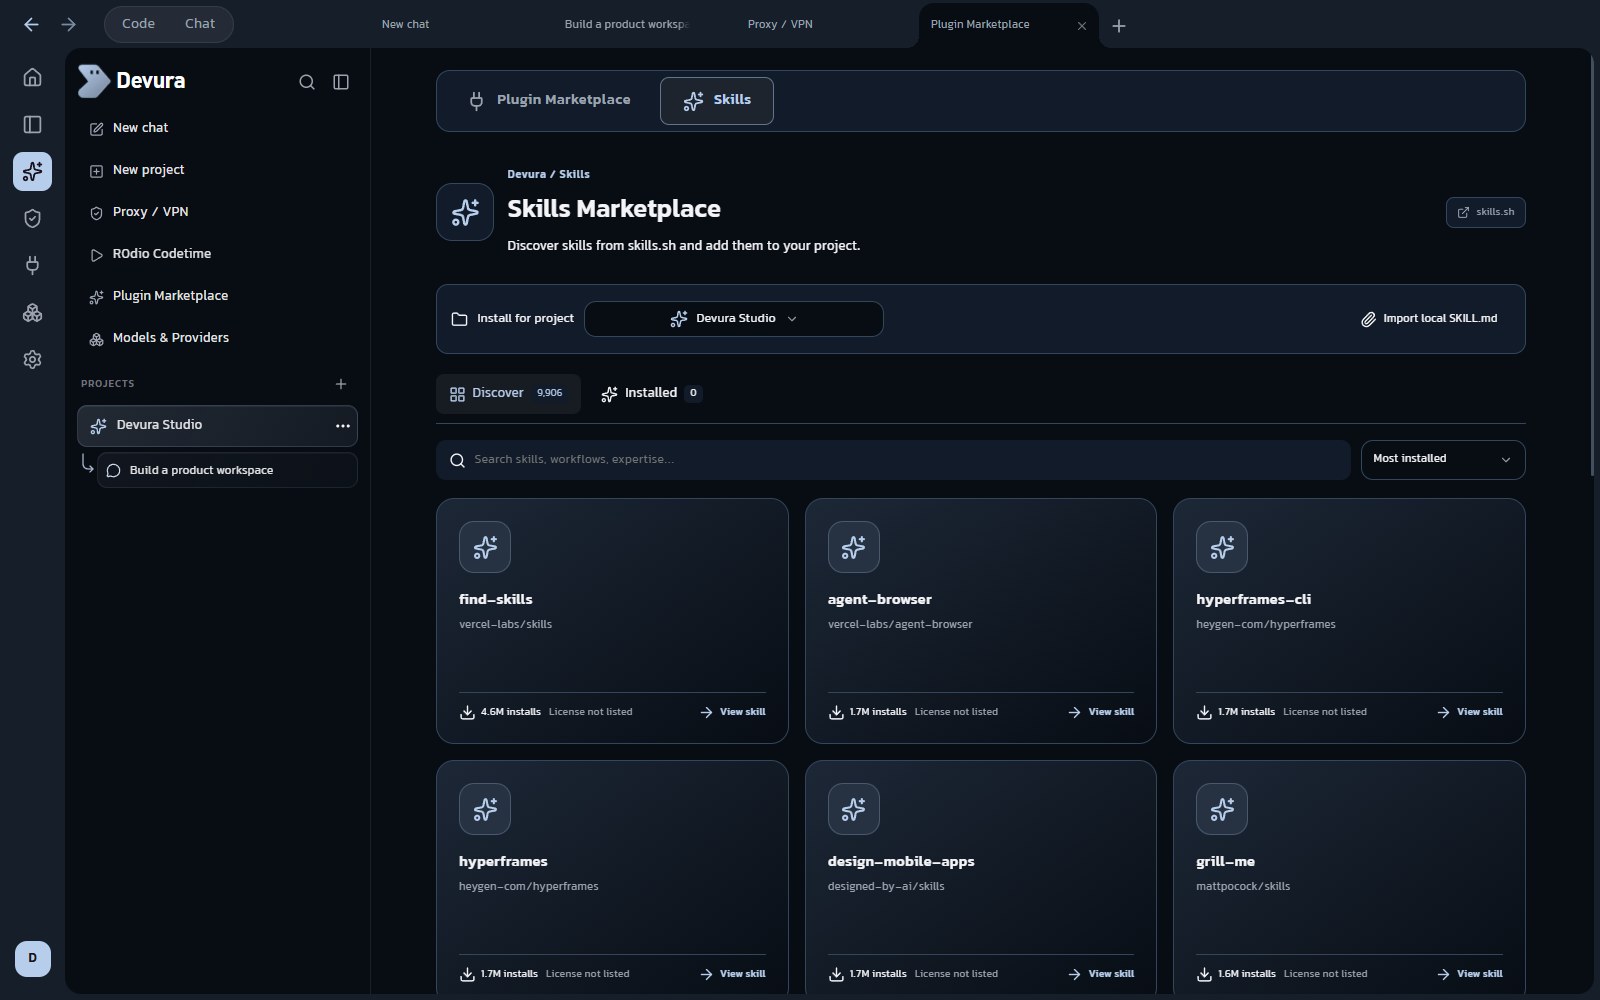 Code
Chat
New chat
Build a product workspa
Proxy / VPN
Plugin Marketplace
Devura
New chat
New project
Proxy / VPN
R0dio Codetime
Plugin Marketplace
Models & Providers
PROJECTS
Devura Studio
Build a product workspace
D
Plugin Marketplace
Skills
Devura / Skills
Skills Marketplace
Discover skills from skills.sh and add them to your project.
skills.sh
Install for project
Devura Studio
Import local SKILL.md
Discover 9,906
Installed 0
Search skills, workflows, expertise...
Most installed
find-skills
vercel-labs/skills
4.6M installs License not listed
View skill
agent-browser
vercel-labs/agent-browser
1.7M installs License not listed
View skill
hyperframes-cli
heygen-com/hyperframes
1.7M installs License not listed
View skill
hyperframes
heygen-com/hyperframes
1.7M installs License not listed
View skill
design-mobile-apps
designed-by-ai/skills
1.7M installs License not listed
View skill
grill-me
mattpocock/skills
1.6M installs License not listed
View skill